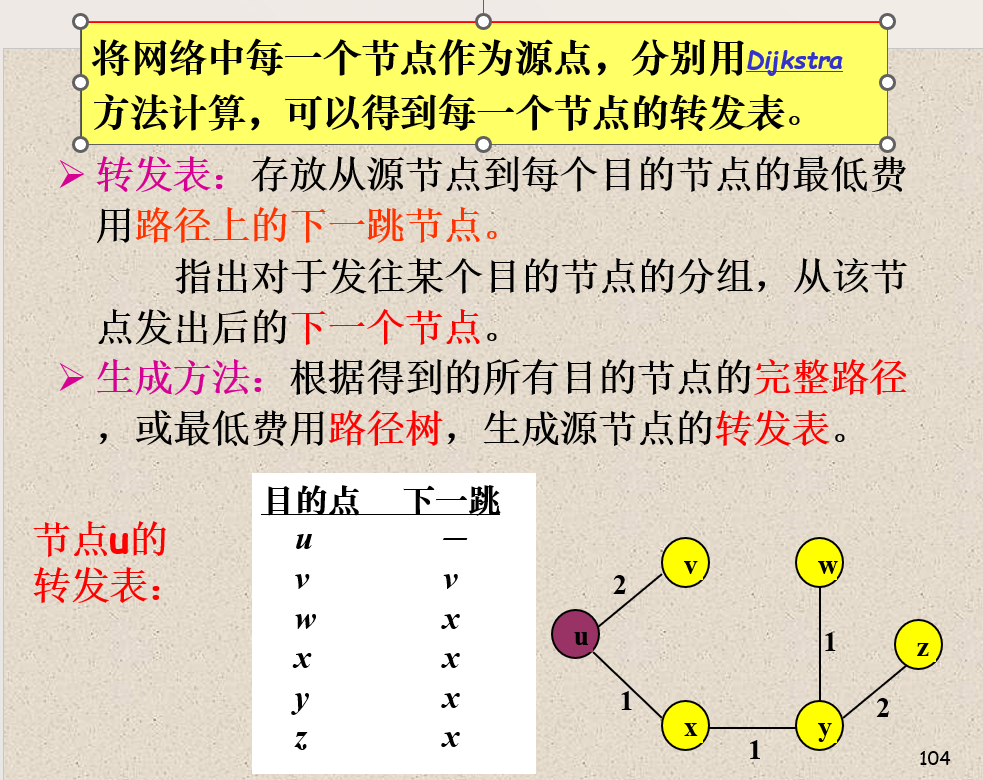 将网络中每一个节点作为源点，分别用Dijkstra
方法计算，可以得到每一个节点的转发表。
转发表：存放从源节点到每个目的节点的最低费
用路径上的下一跳节点。
指出对于发往某个目的节点的分组，从该节
点发出后的下一个节点。
生成方法：根据得到的所有目的节点的完整路径
，或最低费用路径树，生成源节点的转发表。
节点u的
转发表：
目的点 下一跳
u —
v v
w x
x x
y x
z x
v
w
2
u
1
z
1
2
x
y
1
104